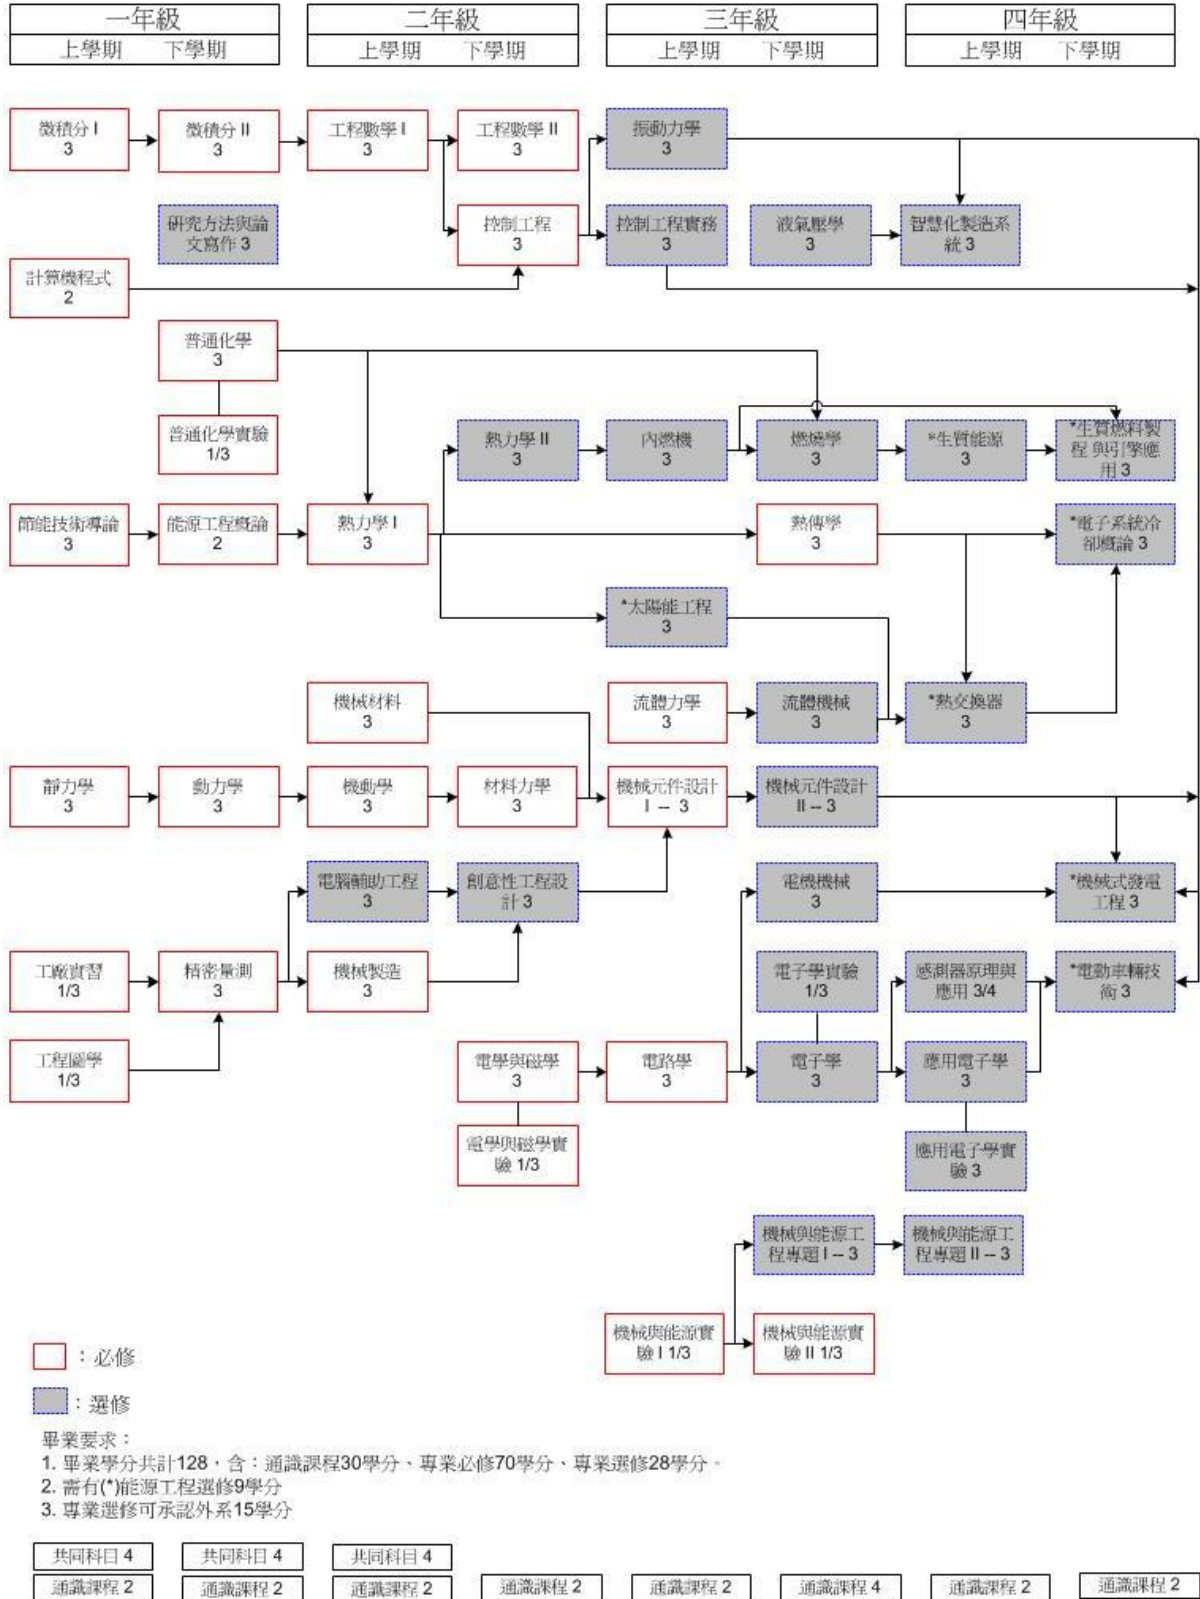 一年級
二年級
三年級
四年級
上學期 下學期
上學期 下學期
上學期 下學期
上學期 下學期
微積分 I
3
微積分 II
3
工程數學 I
3
工程數學 II
3
振動力學
3
研究方法與論
文寫作 3
控制工程
3
控制工程實務
3
液氣壓學
3
智慧化製造系
統 3
計算機程式
2
普通化學
3
普通化學實驗
1/3
熱力學 II
3
內燃機
3
燃燒學
3
*生質能源
3
*生質燃料製
程 與引擎應
用 3
節能技術導論
3
能源工程概論
2
熱力學 I
3
熱傳學
3
*電子系統冷
卻概論 3
*太陽能工程
3
機械材料
3
流體力學
3
流體機械
3
*熱交換器
3
靜力學
3
動力學
3
機動學
3
材料力學
3
機械元件設計
I -- 3
機械元件設計
II -- 3
電腦輔助工程
3
創意性工程設
計 3
電機機械
3
*機械式發電
工程 3
工廠實習
1/3
精密量測
3
機械製造
3
電子學實驗
1/3
感測器原理與
應用 3/4
*電動車輛技
術 3
工程圖學
1/3
電學與磁學
3
電路學
3
電子學
3
應用電子學
3
電學與磁學實
驗 1/3
應用電子學實
驗 3
機械與能源工
程專題 I -- 3
機械與能源工
程專題 II -- 3
機械與能源實
驗 I 1/3
機械與能源實
驗 II 1/3
：必修
：選修
畢業要求：
1. 畢業學分共計128，含：通識課程30學分、專業必修70學分、專業選修28學分。
2. 需有(*)能源工程選修9學分
3. 專業選修可承認外系15學分
共同科目 4
共同科目 4
共同科目 4
通識課程 2
通識課程 2
通識課程 2
通識課程 2
通識課程 2
通識課程 4
通識課程 2
通識課程 2